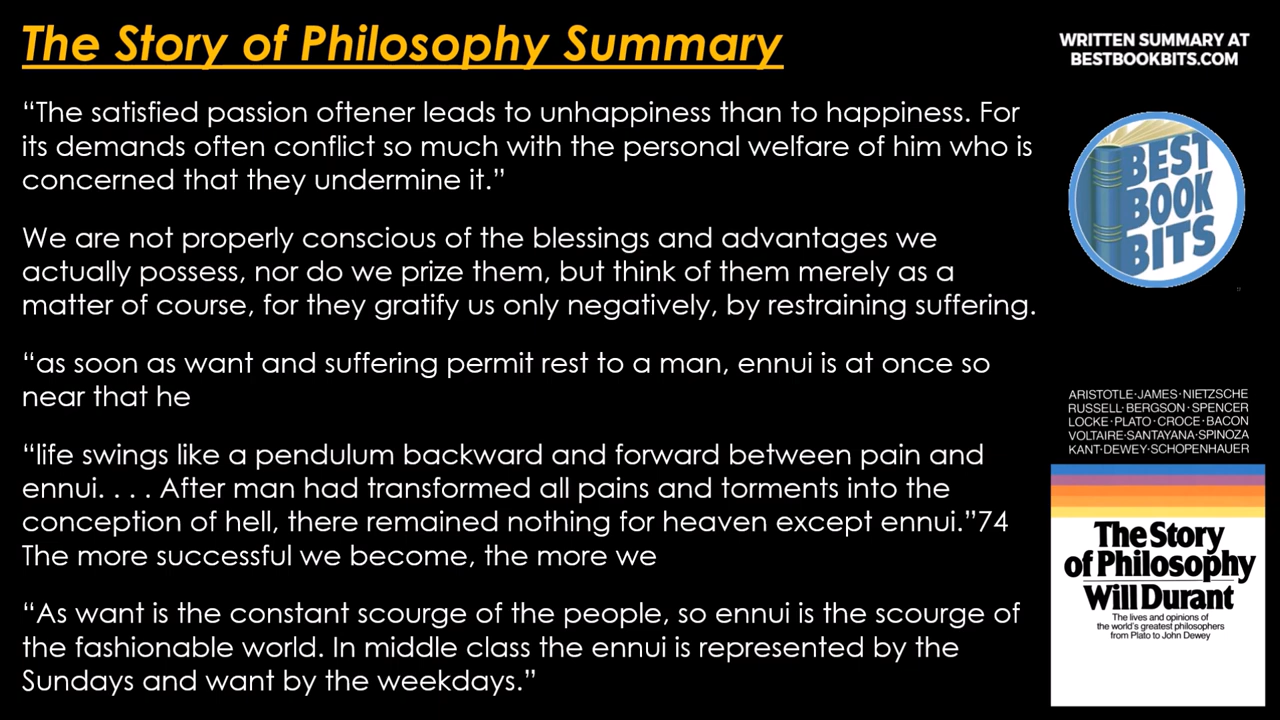 The Story of Philosophy Summary
WRITTEN SUMMARY AT
BESTBOOKBITS.COM
“The satisfied passion oftener leads to unhappiness than to happiness. For
its demands often conflict so much with the personal welfare of him who is
concerned that they undermine it.”
We are not properly conscious of the blessings and advantages we
actually possess, nor do we prize them, but think of them merely as a
matter of course, for they gratify us only negatively, by restraining suffering.
“as soon as want and suffering permit rest to a man, ennui is at once so
near that he
“life swings like a pendulum backward and forward between pain and
ennui. . . . After man had transformed all pains and torments into the
conception of hell, there remained nothing for heaven except ennui.”74
The more successful we become, the more we
“As want is the constant scourge of the people, so ennui is the scourge of
the fashionable world. In middle class the ennui is represented by the
Sundays and want by the weekdays.”
BEST
BOOK
BITS
ARISTOTLE·JAMES·NIETZSCHE
RUSSELL·BERGSON·SPENCER
LOCKE·PLATO·CROCE·BACON
VOLTAIRE·SANTAYANA·SPINOZA
KANT·DEWEY·SCHOPENHAUER
The Story
of Philosophy
Will Durant
The lives and opinions of
the world's greatest philosophers
from Plato to John Dewey